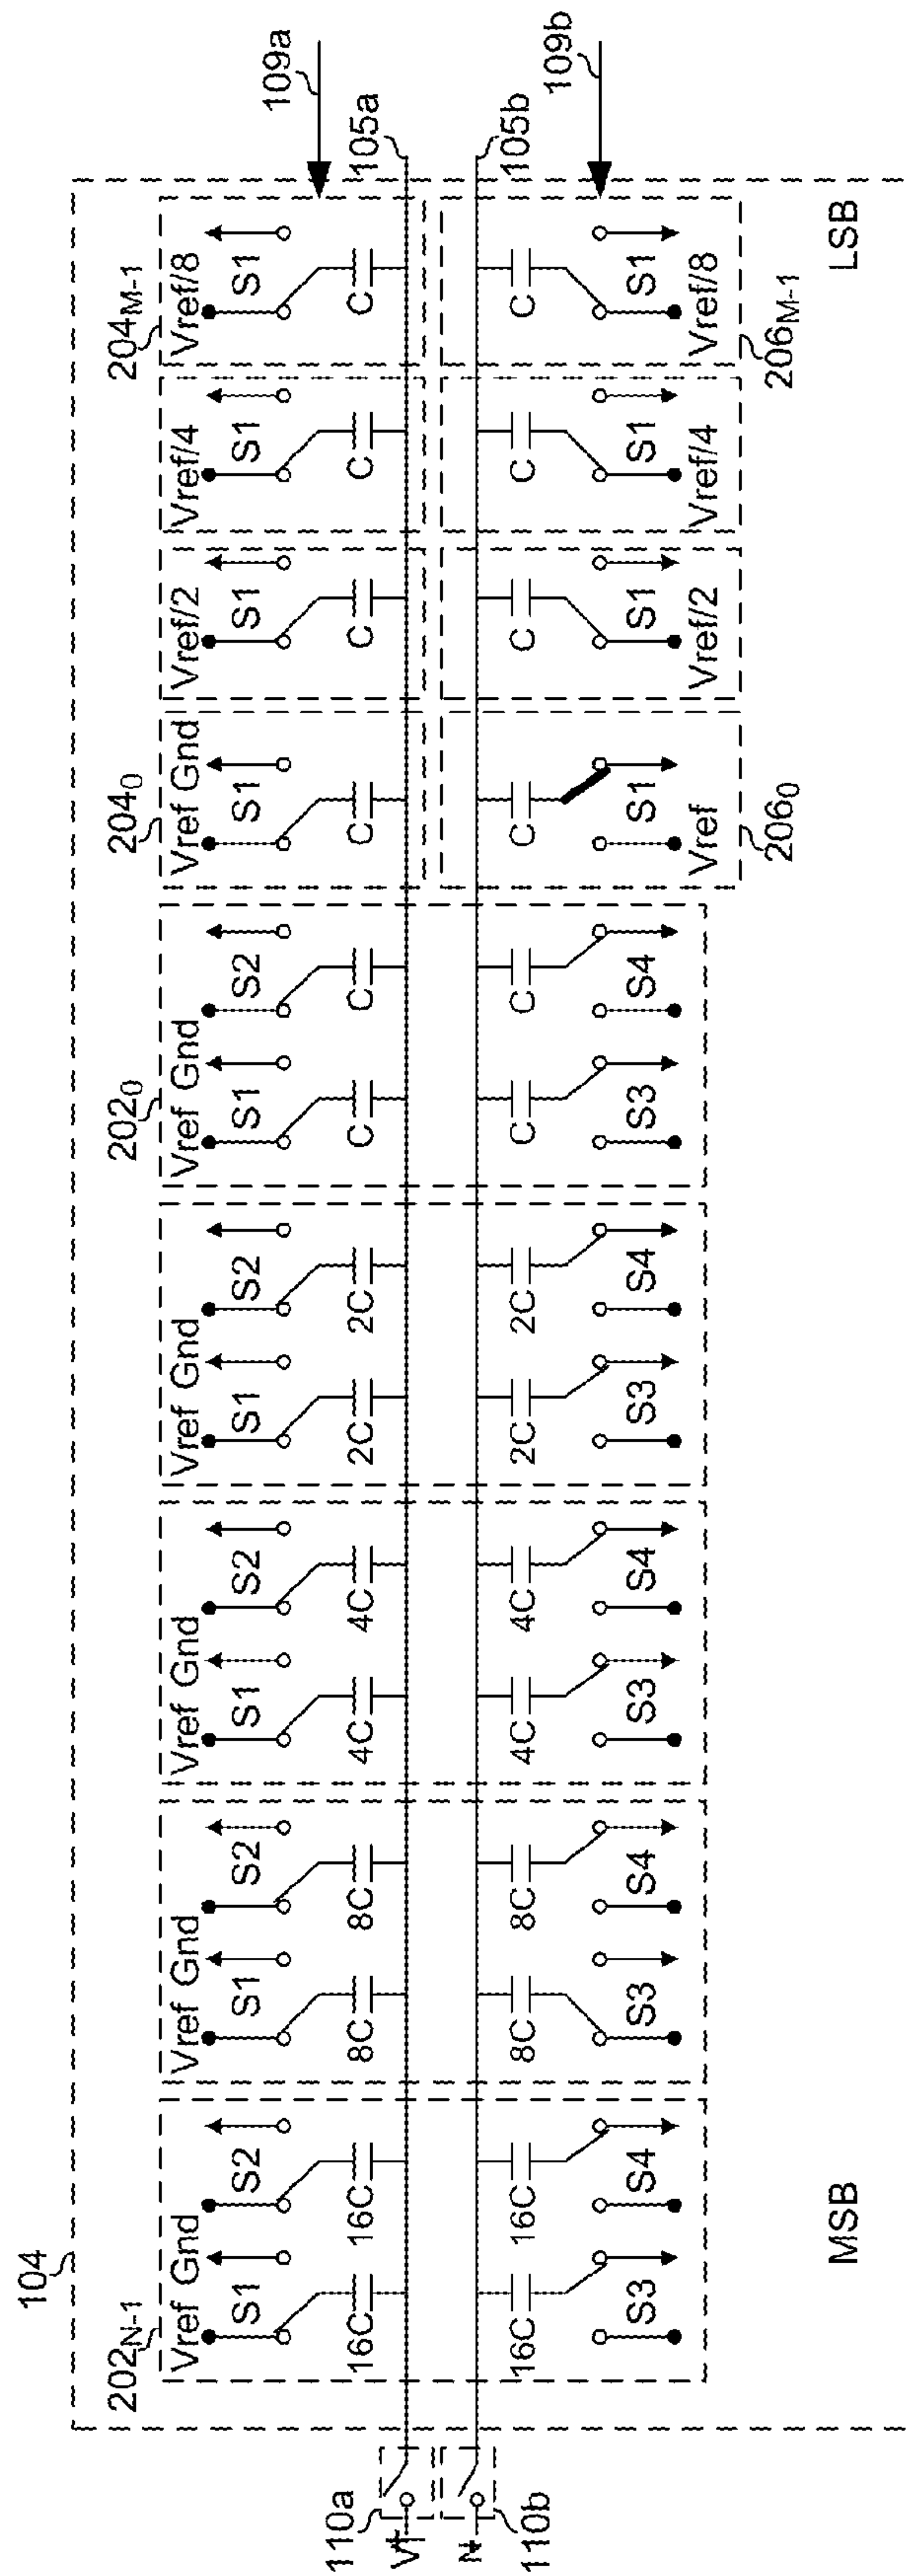 104
202N-1 2020 2040 204M-1
Vref Gnd Vref Gnd Vref Gnd Vref Gnd Vref Gnd Vref Gnd Vref/2 Vref/4 Vref/8
S1 S2 S1 S2 S1 S2 S1 S2 S1 S2 S1 S1 S1 S1 109a
110a 16C 16C 8C 8C 4C 4C 2C 2C C C C C C C 105a
110b 16C 16C 8C 8C 4C 4C 2C 2C C C C C C C 105b
S3 S4 S3 S4 S3 S4 S3 S4 S3 S4 S1 S1 S1 S1 109b
Vref Vref/2 Vref/4 Vref/8
2060 206M-1
MSB LSB